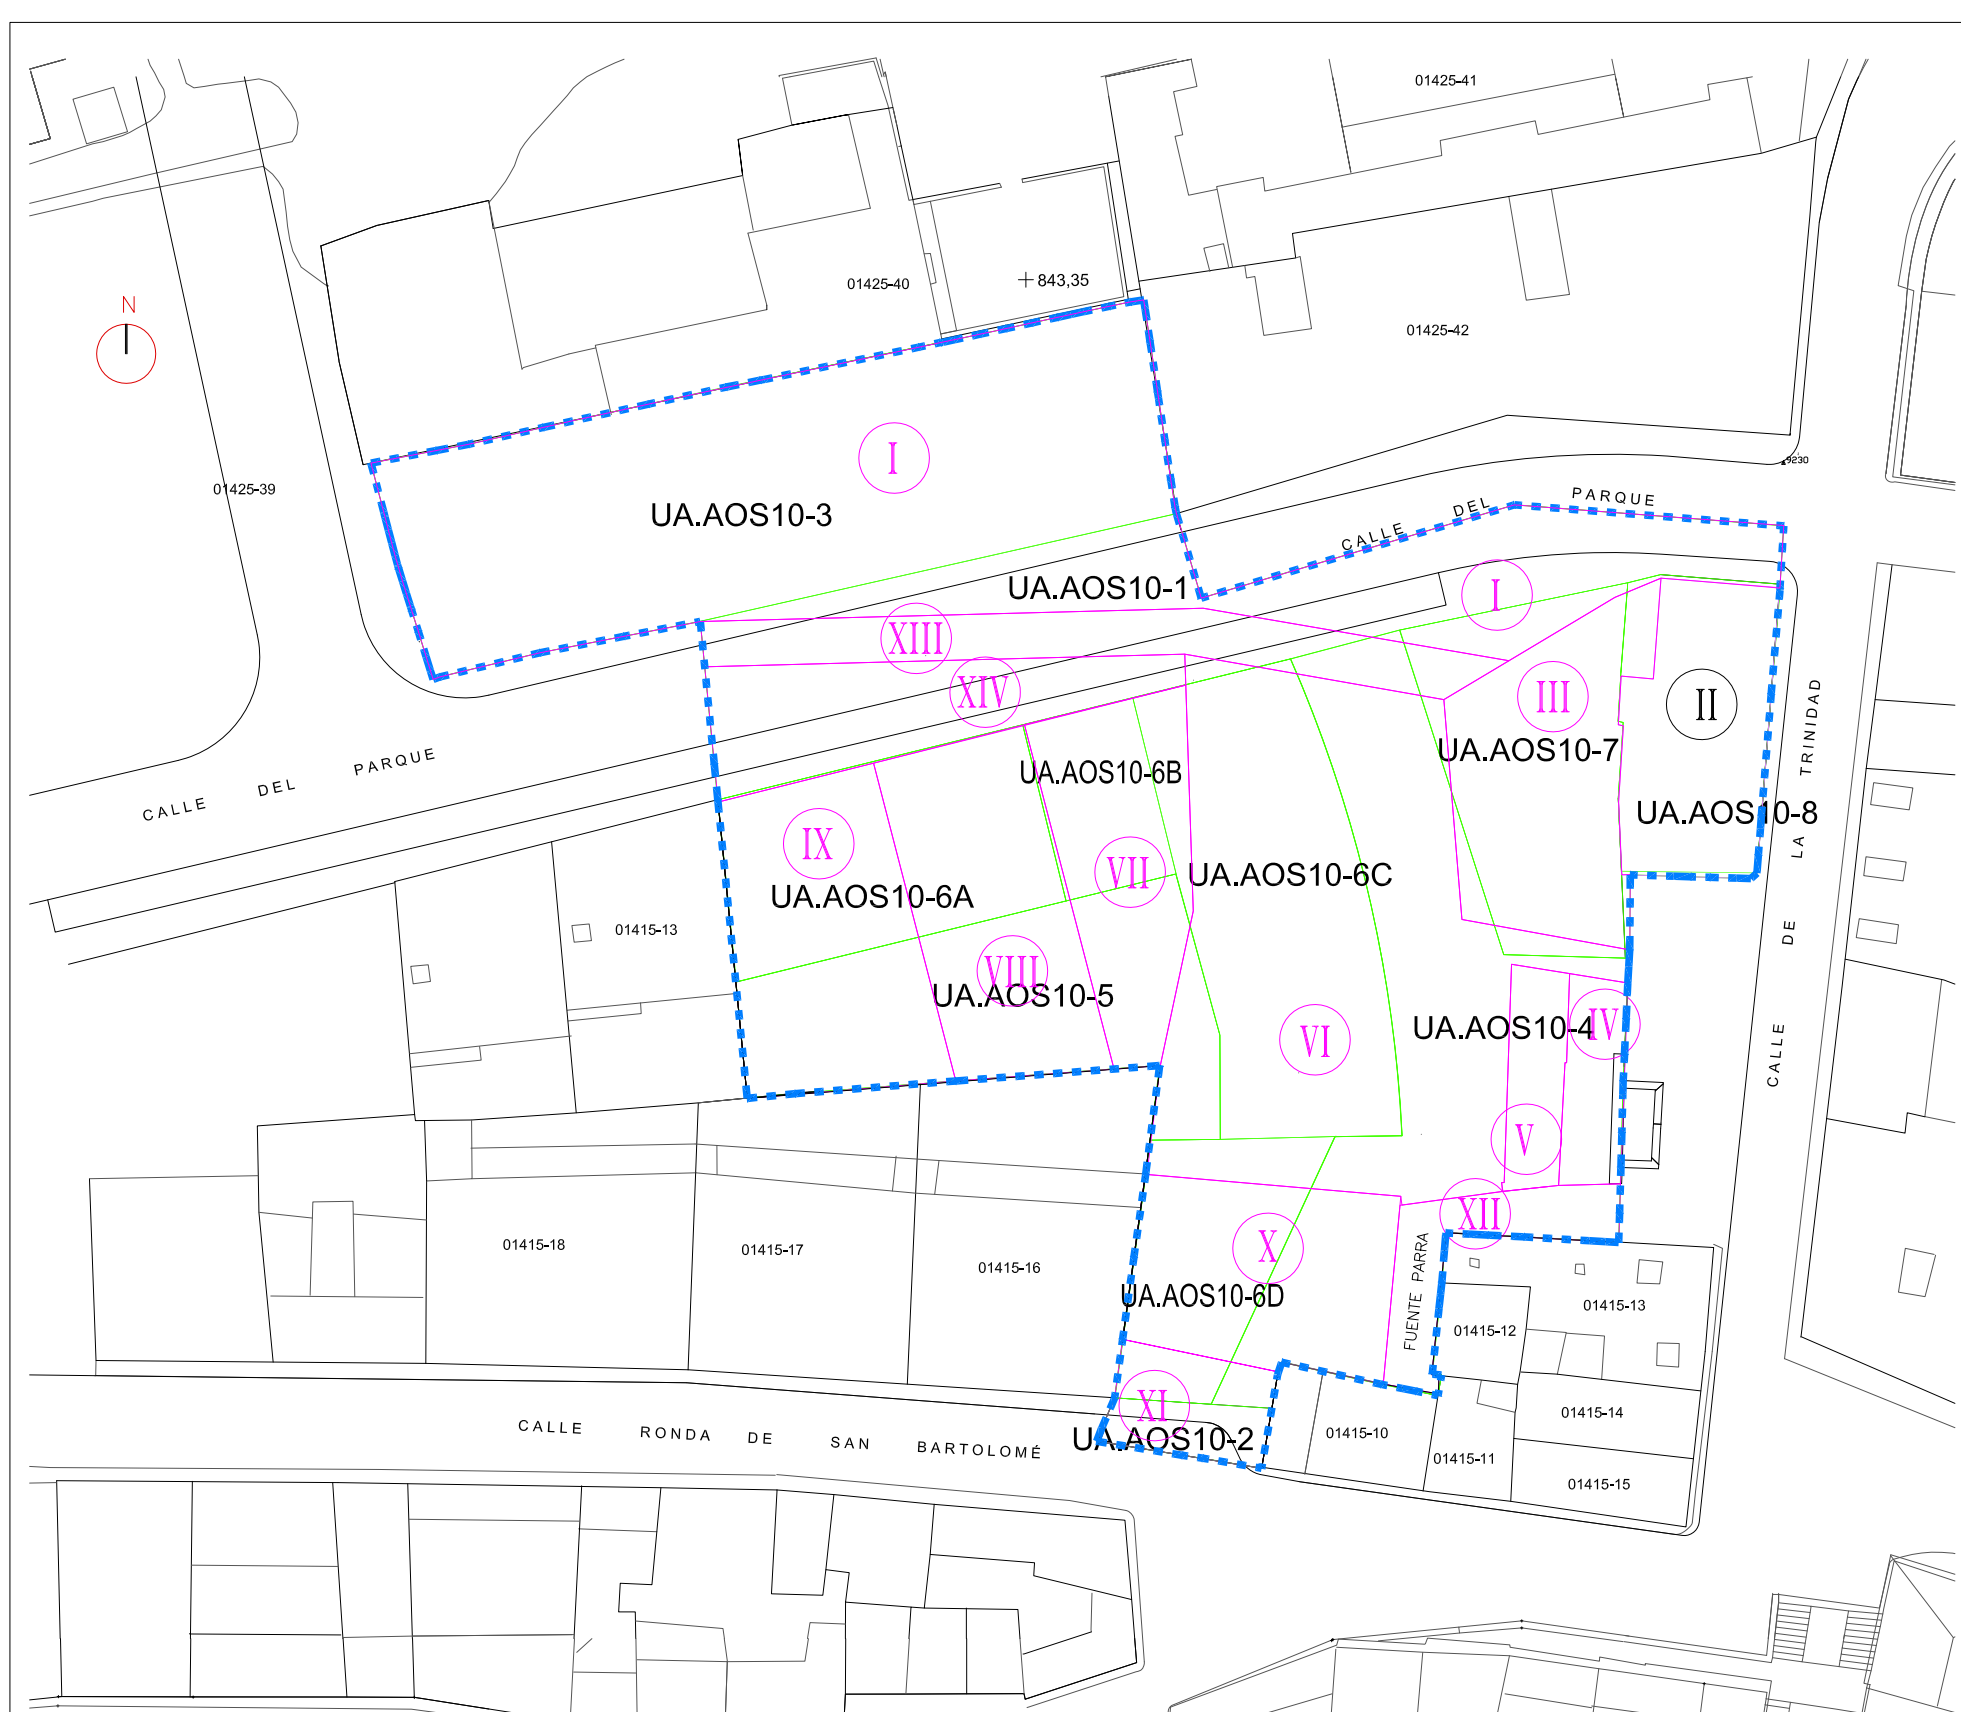 01425-41
N
01425-40
843,35
01425-42
I
9230
01425-39
PARQUE
DEL
CALLE
UA.AOS10-3
UA.AOS10-1
I
XIII
XIV
III
II
UA.AOS10-7
CALLE DEL PARQUE
UA.AOS10-6B
UA.AOS10-8
CALLE DE LA TRINIDAD
IX
VII
UA.AOS10-6C
UA.AOS10-6A
01415-13
VIII
UA.AOS10-5
UA.AOS10-4
IV
VI
V
XII
01415-18
01415-17
01415-16
X
UA.AOS10-6D
FUENTE PARRA
01415-13
01415-12
XI
01415-14
CALLE RONDA DE SAN BARTOLOMÉ
UA.AOS10-2
01415-10
01415-11
01415-15